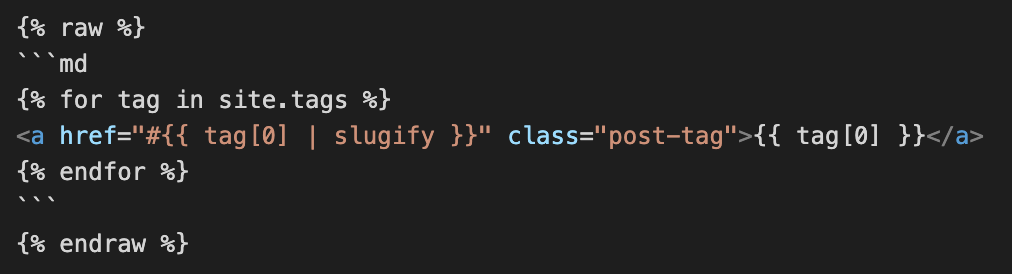 {% raw %}
```md
{% for tag in site.tags %}
<a href="#{{ tag[0] | slugify }}" class="post-tag">{{ tag[0] }}</a>
{% endfor %}
```
{% endraw %}